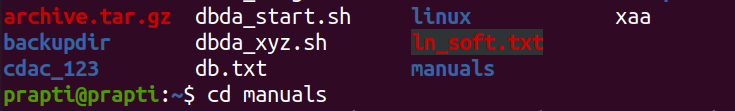 archive.tar.gz dbda_start.sh linux xaa
backupdir dbda_xyz.sh ln_soft.txt
cdac_123 db.txt manuals
prapti@prapti:~$ cd manuals